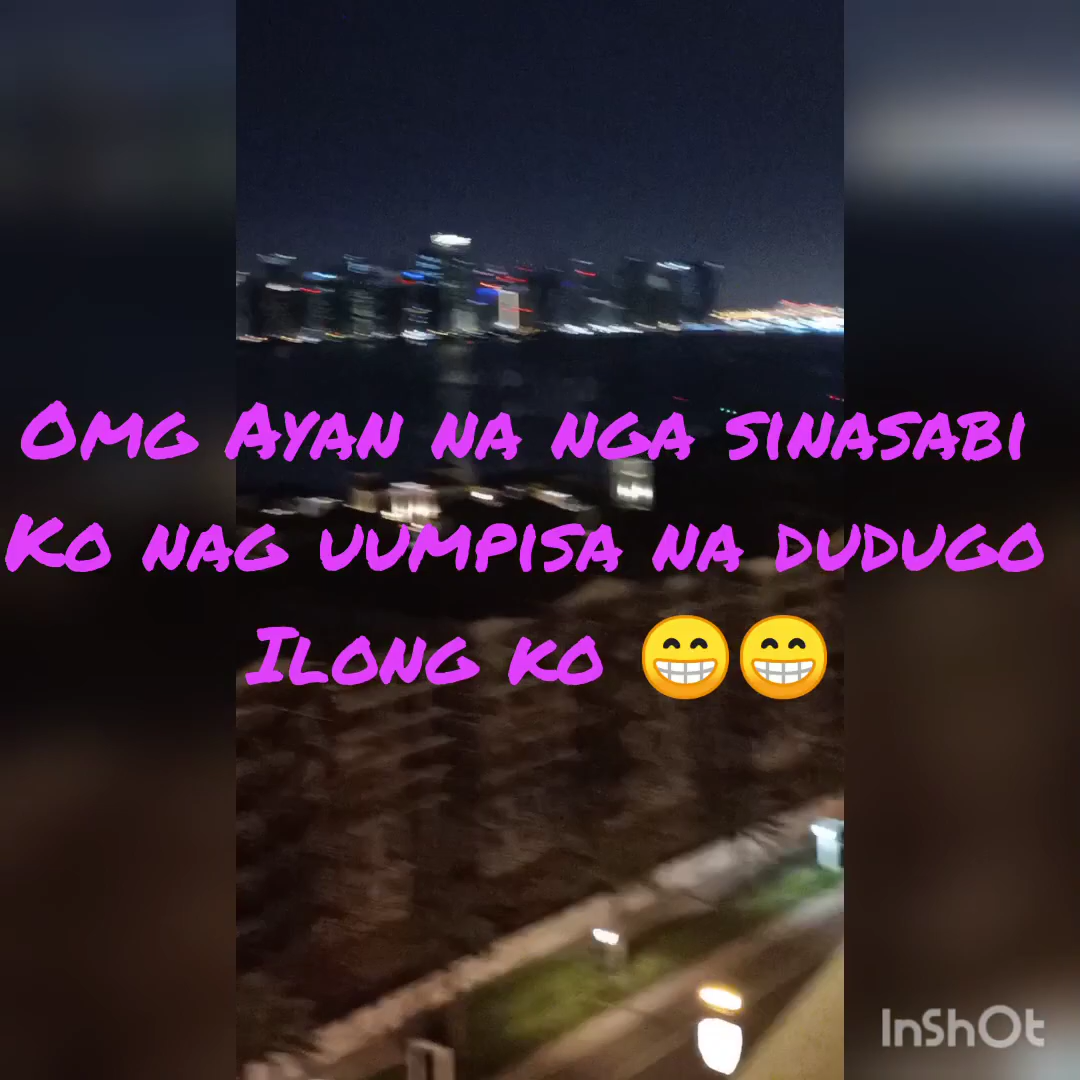 Omg Ayan na nga sinasabi
Ko nag uumpisa na dudugo
Ilong ko 😁😁
InShOt